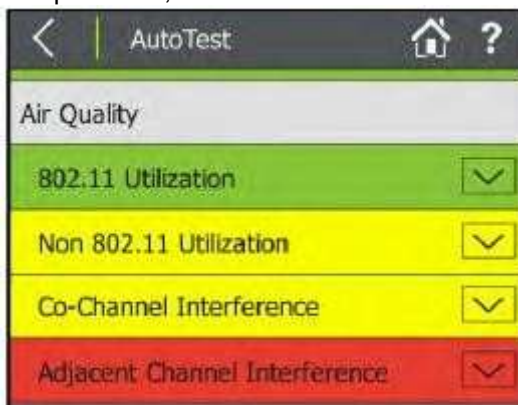 AutoTest ?
Air Quality
802.11 Utilization
Non 802.11 Utilization
Co-Channel Interference
Adjacent Channel Interference